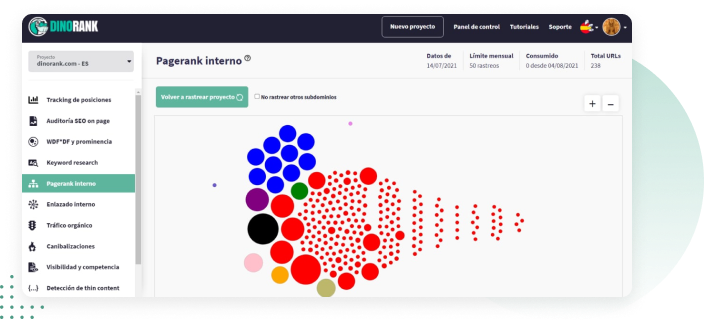 DINORANK
Nuevo proyecto
Panel de control
Tutoriales
Soporte
Proyecto
dinorank.com - ES
Pagerank interno ?
Datos de
14/07/2021
Límite mensual
50 rastreos
Consumido
0 desde 04/08/2021
Total URLs
238
Tracking de posiciones
Auditoría SEO on page
WDF*IDF y prominencia
Keyword research
Pagerank Interno
Enlazado interno
Tráfico orgánico
Canibalizaciones
Visibilidad y competencia
{...} Detección de thin content
Volver a rastrear proyecto
No rastrear otros subdominios
+ –